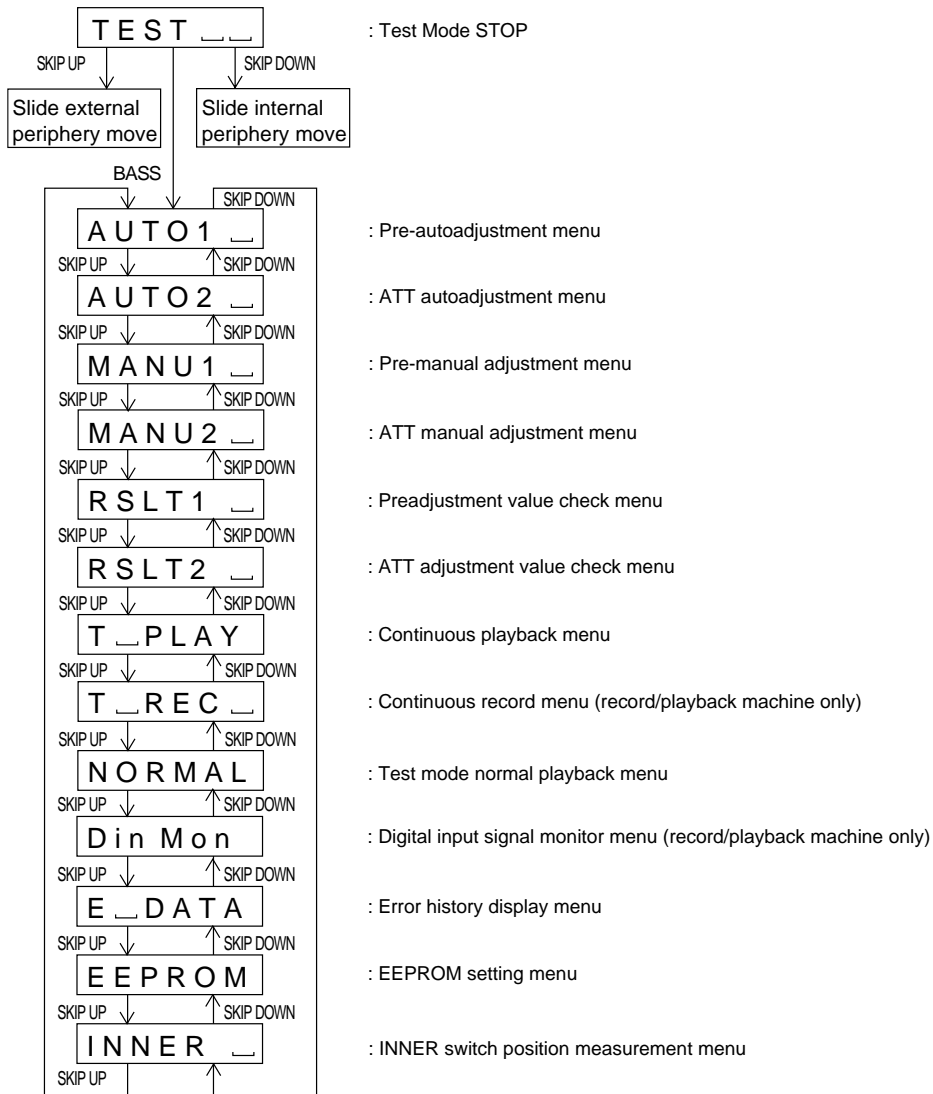 TEST ⎵⎵ : Test Mode STOP
SKIP UP SKIP DOWN
Slide external Slide internal
periphery move periphery move
BASS
SKIP DOWN
AUTO1 ⎵ : Pre-autoadjustment menu
SKIP UP SKIP DOWN
AUTO2 ⎵ : ATT autoadjustment menu
SKIP UP SKIP DOWN
MANU1 ⎵ : Pre-manual adjustment menu
SKIP UP SKIP DOWN
MANU2 ⎵ : ATT manual adjustment menu
SKIP UP SKIP DOWN
RSLT1 ⎵ : Preadjustment value check menu
SKIP UP SKIP DOWN
RSLT2 ⎵ : ATT adjustment value check menu
SKIP UP SKIP DOWN
T⎵PLAY : Continuous playback menu
SKIP UP SKIP DOWN
T⎵REC⎵ : Continuous record menu (record/playback machine only)
SKIP UP SKIP DOWN
NORMAL : Test mode normal playback menu
SKIP UP SKIP DOWN
Din Mon : Digital input signal monitor menu (record/playback machine only)
SKIP UP SKIP DOWN
E⎵DATA : Error history display menu
SKIP UP SKIP DOWN
EEPROM : EEPROM setting menu
SKIP UP SKIP DOWN
INNER ⎵ : INNER switch position measurement menu
SKIP UP